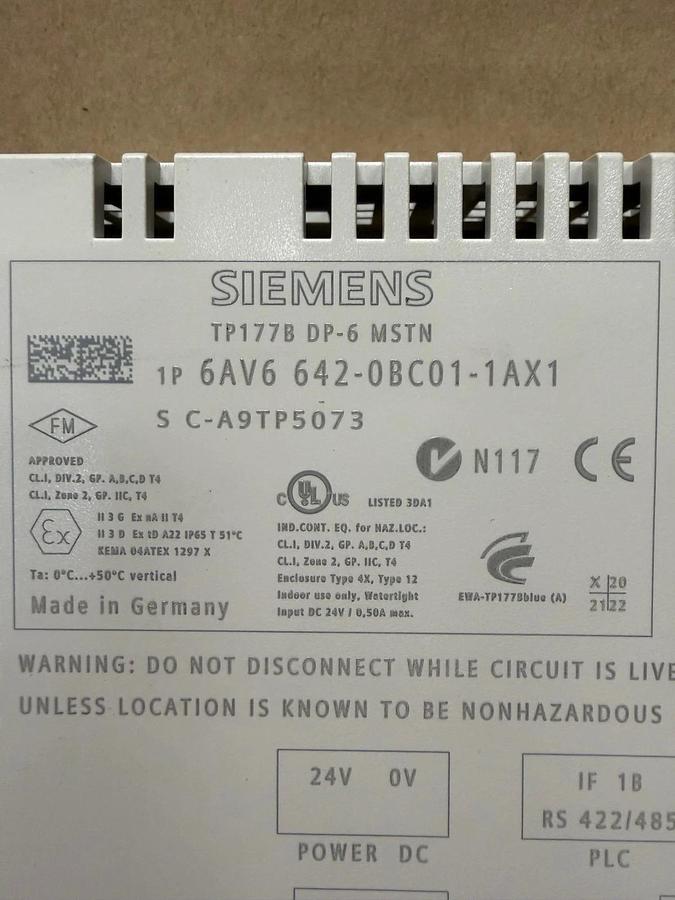 SIEMENS
TP177B DP-6 MSTN
1P 6AV6 642-0BC01-1AX1
S C-A9TP5073
FM
APPROVED
CL.I, DIV.2, GP. A,B,C,D T4
CL.I, Zone 2, GP. IIC, T4
N117 CE
C UL US LISTED 3DA1
Ex
II 3 G Ex nA II T4
II 3 D Ex tD A22 IP65 T 51°C
KEMA 04ATEX 1297 X
Ta: 0°C...+50°C vertical
Made in Germany
IND.CONT. EQ. for HAZ.LOC.:
CL.I, DIV.2, GP. A,B,C,D T4
CL.I, Zone 2, GP. IIC, T4
Enclosure Type 4X, Type 12
Indoor use only, Watertight
Input DC 24V / 0,50A max.
EWA-TP177Bblue (A)
X 20
21 22
WARNING: DO NOT DISCONNECT WHILE CIRCUIT IS LIVE
UNLESS LOCATION IS KNOWN TO BE NONHAZARDOUS
24V 0V
POWER DC
IF 1B
RS 422/485
PLC